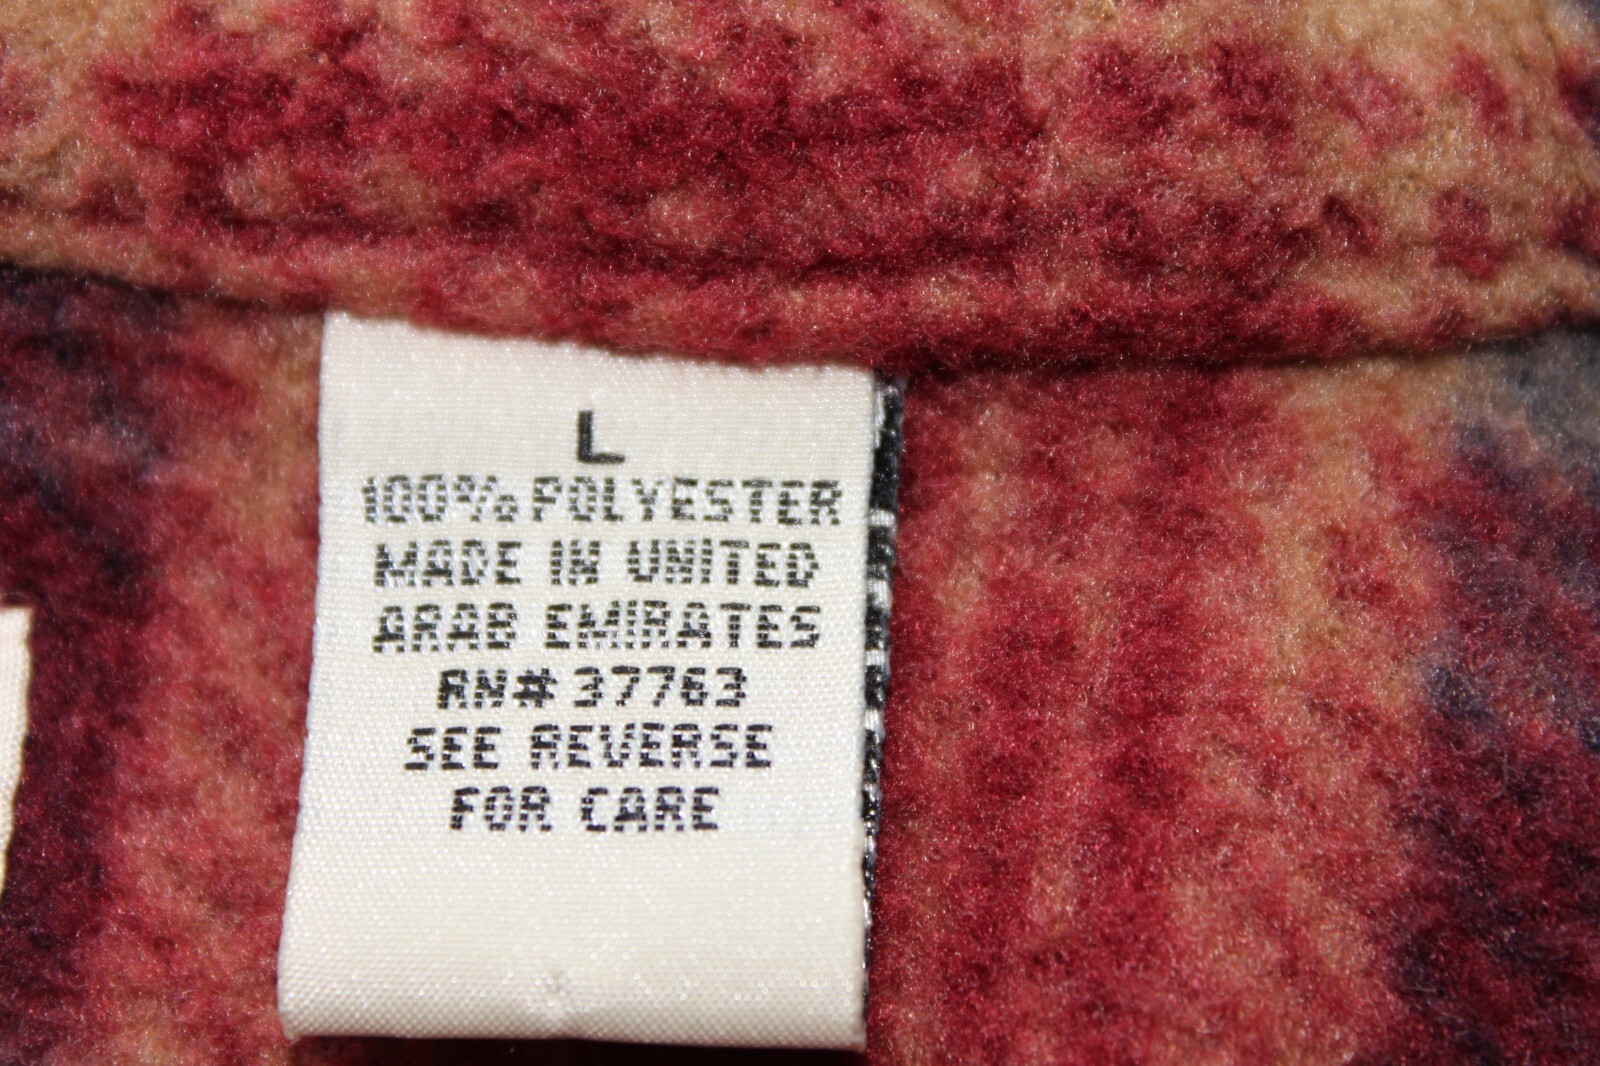 L
100% POLYESTER
MADE IN UNITED
ARAB EMIRATES
RN# 37763
SEE REVERSE
FOR CARE